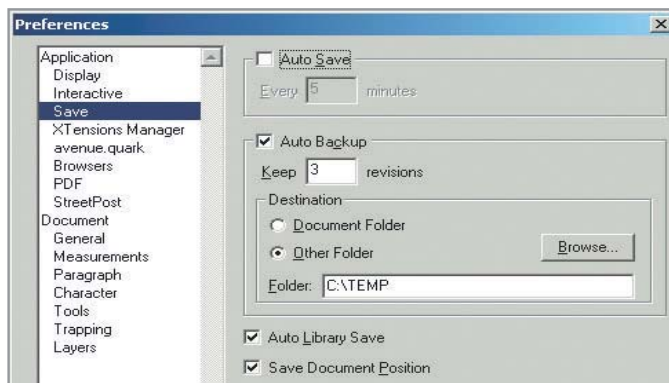 Preferences
Application
Display
Interactive
Save
XTensions Manager
avenue.quark
Browsers
PDF
StreetPost
Document
General
Measurements
Paragraph
Character
Tools
Trapping
Layers
Auto Save
Every 5 minutes
Auto Backup
Keep 3 revisions
Destination
Document Folder
Other Folder
Browse...
Folder: C:\TEMP
Auto Library Save
Save Document Position